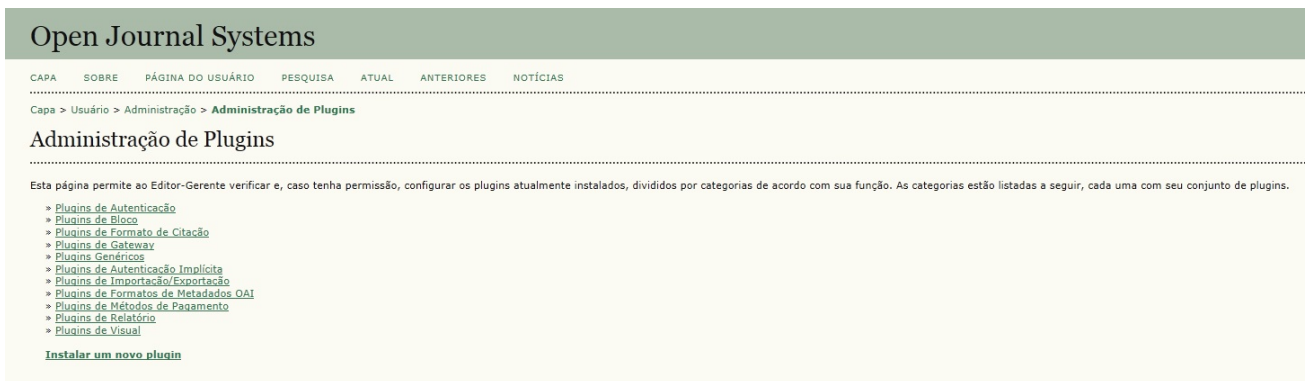 Open Journal Systems
CAPA SOBRE PÁGINA DO USUÁRIO PESQUISA ATUAL ANTERIORES NOTÍCIAS
Capa > Usuário > Administração > Administração de Plugins
Administração de Plugins
Esta página permite ao Editor-Gerente verificar e, caso tenha permissão, configurar os plugins atualmente instalados, divididos por categorias de acordo com sua função. As categorias estão listadas a seguir, cada uma com seu conjunto de plugins.
» Plugins de Autenticação
» Plugins de Bloco
» Plugins de Formato de Citação
» Plugins de Gateway
» Plugins Genéricos
» Plugins de Autenticação Implícita
» Plugins de Importação/Exportação
» Plugins de Formatos de Metadados OAI
» Plugins de Métodos de Pagamento
» Plugins de Relatório
» Plugins de Visual
Instalar um novo plugin